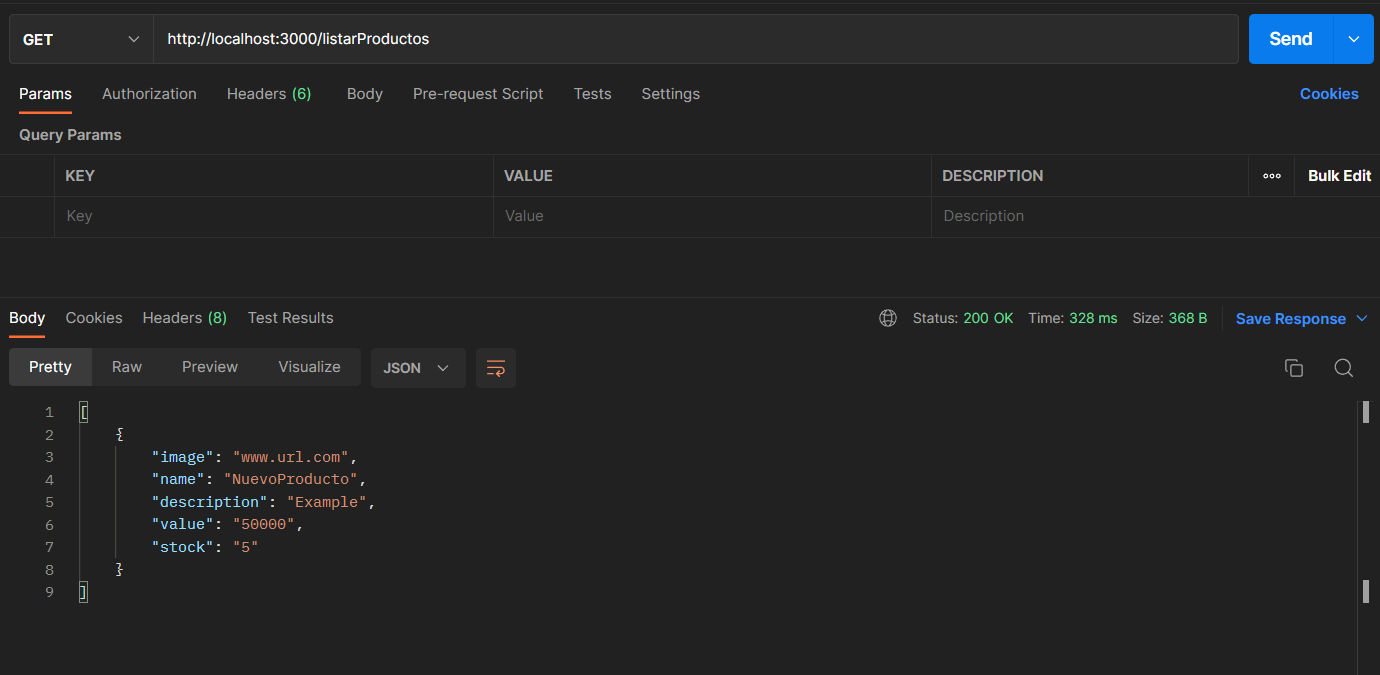 GET http://localhost:3000/listarProductos Send
Params Authorization Headers (6) Body Pre-request Script Tests Settings Cookies
Query Params
KEY VALUE DESCRIPTION Bulk Edit
Key Value Description
Body Cookies Headers (8) Test Results Status: 200 OK Time: 328 ms Size: 368 B Save Response
Pretty Raw Preview Visualize JSON
1 [
2 {
3 "image": "www.url.com",
4 "name": "NuevoProducto",
5 "description": "Example",
6 "value": "50000",
7 "stock": "5"
8 }
9 ]